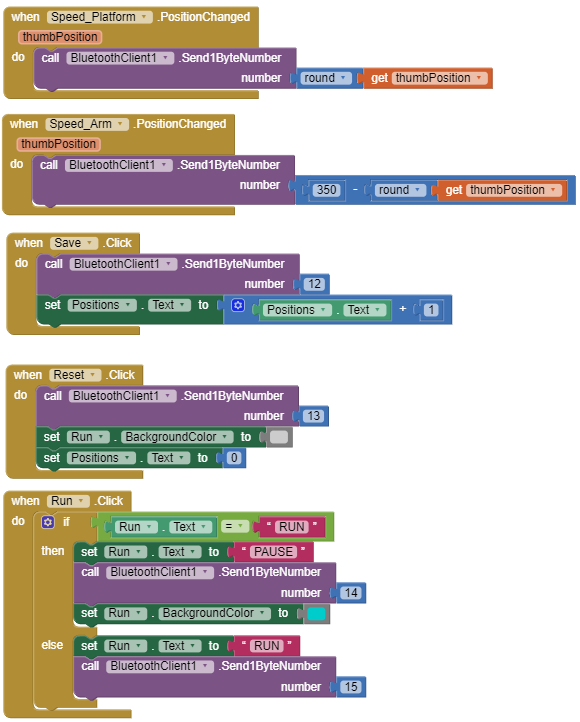 when Speed_Platform .PositionChanged
thumbPosition
do call BluetoothClient1 .Send1ByteNumber
number round get thumbPosition
when Speed_Arm .PositionChanged
thumbPosition
do call BluetoothClient1 .Send1ByteNumber
number 350 - round get thumbPosition
when Save .Click
do call BluetoothClient1 .Send1ByteNumber
number 12
set Positions . Text to Positions . Text + 1
when Reset .Click
do call BluetoothClient1 .Send1ByteNumber
number 13
set Run . BackgroundColor to
set Positions . Text to 0
when Run .Click
do if Run . Text = “ RUN ”
then set Run . Text to “ PAUSE ”
call BluetoothClient1 .Send1ByteNumber
number 14
set Run . BackgroundColor to
else set Run . Text to “ RUN ”
call BluetoothClient1 .Send1ByteNumber
number 15